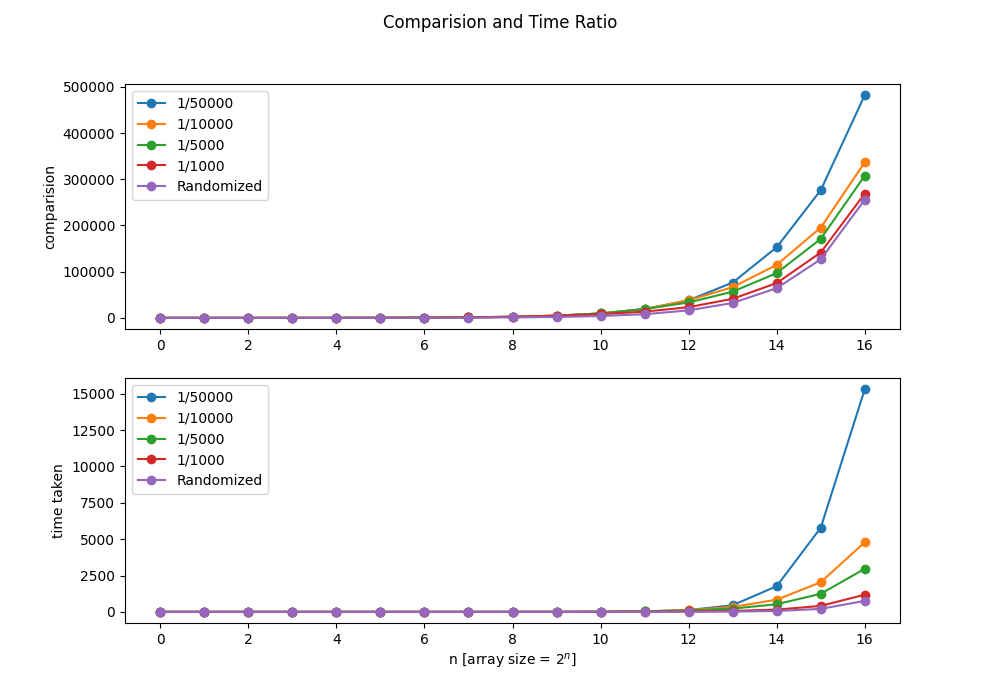 Comparision and Time Ratio
500000
400000
300000
200000
100000
0
comparision
1/50000
1/10000
1/5000
1/1000
Randomized
0 2 4 6 8 10 12 14 16
15000
12500
10000
7500
5000
2500
0
time taken
1/50000
1/10000
1/5000
1/1000
Randomized
0 2 4 6 8 10 12 14 16
n [array size = 2^n]